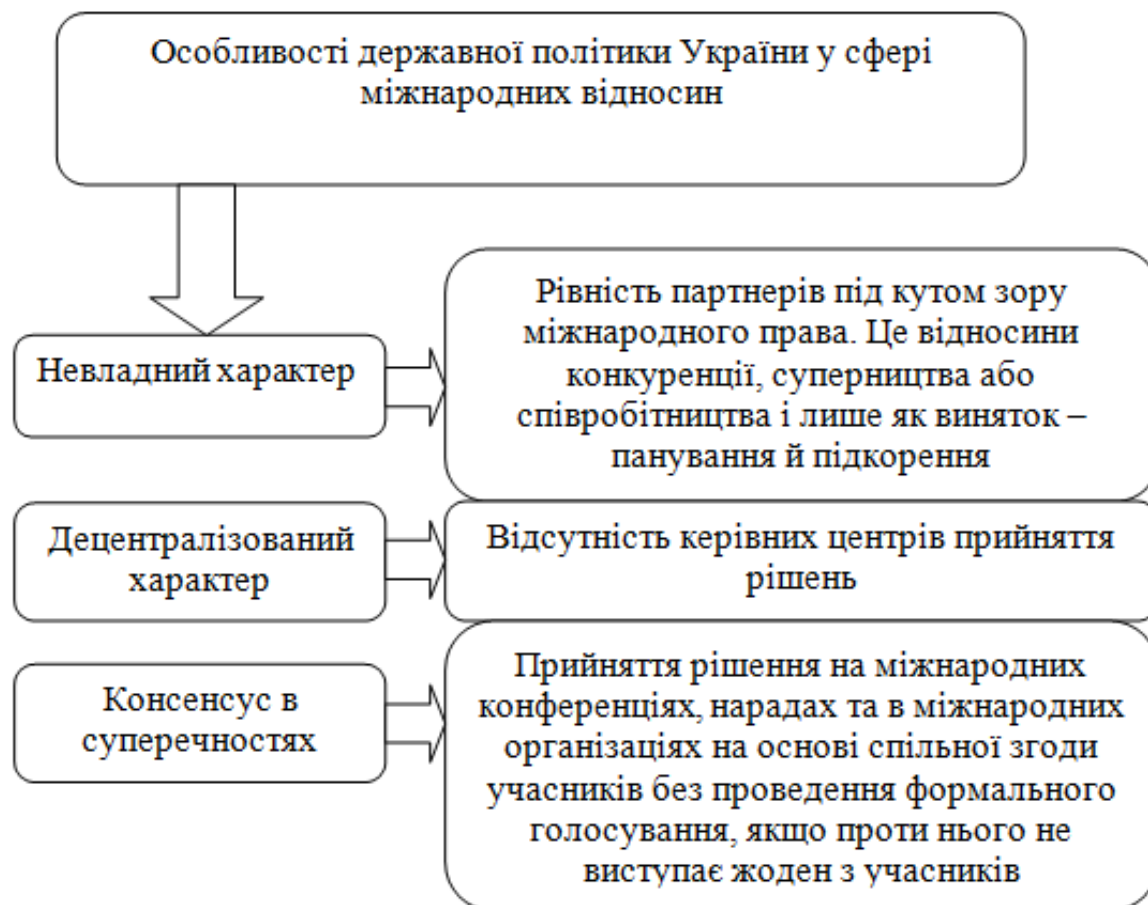 Особливості державної політики України у сфері
міжнародних відносин
Невладний характер
Рівність партнерів під кутом зору
міжнародного права. Це відносини
конкуренції, суперництва або
співробітництва і лише як виняток –
панування й підкорення
Децентралізований
характер
Відсутність керівних центрів прийняття
рішень
Консенсус в
суперечностях
Прийняття рішення на міжнародних
конференціях, нарадах та в міжнародних
організаціях на основі спільної згоди
учасників без проведення формального
голосування, якщо проти нього не
виступає жоден з учасників